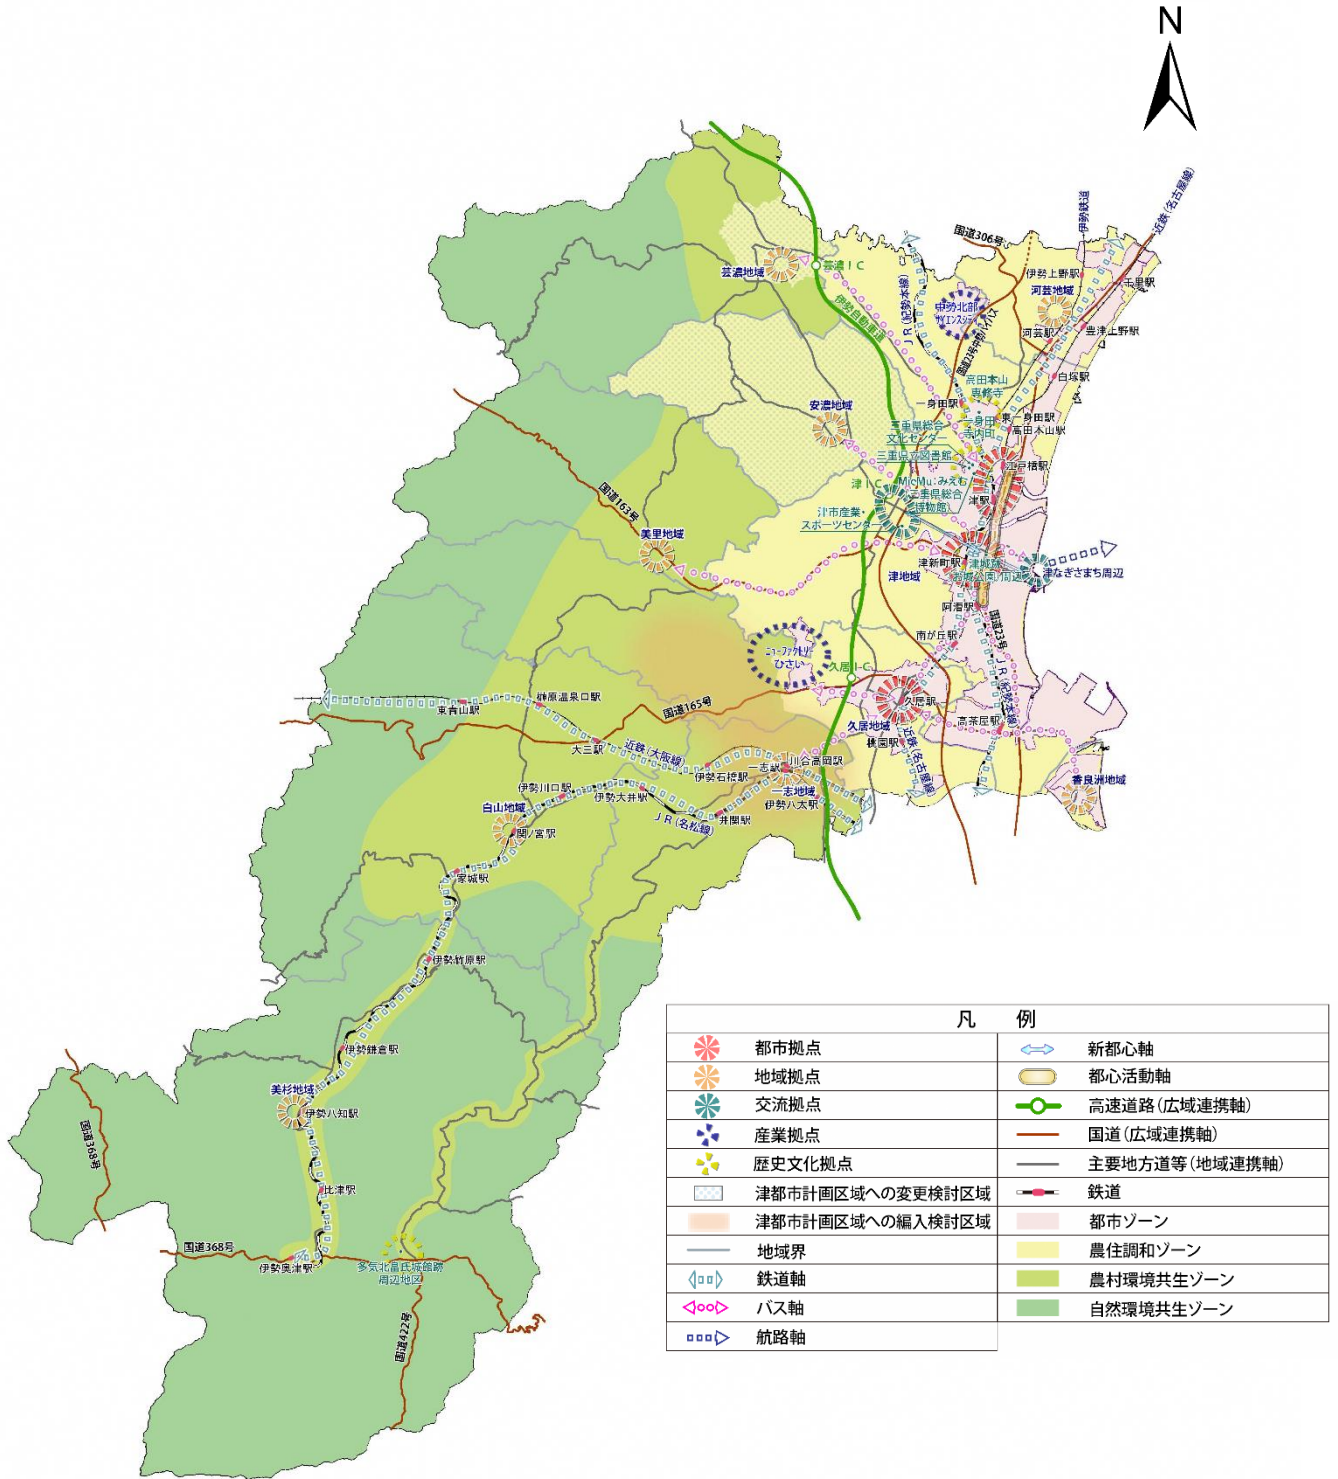 N
近鉄(名古屋線)
伊勢鉄道
国道306号
伊勢上野駅
千里駅
芸濃地域
芸濃IC
河芸地域
中勢北部
サイエンスシティ
JR(紀勢本線)
伊勢自動車道
国道23号中勢バイパス
河芸駅
豊津上野駅
白塚駅
高田本山
専修寺
安濃地域
一身田駅
東一身田駅
一身田
寺内町
高田本山駅
三重県総合
文化センター
三重県立図書館
江戸橋駅
津IC
MieMu:みえむ
(三重県総合
博物館)
津駅
国道163号
津市産業・
スポーツセンター
美里地域
津新町駅
津城跡
(お城公園)周辺
津なぎさまち周辺
津地域
阿漕駅
国道23号
南が丘駅
ニューファクトリー
ひさい
久居IC
JR(紀勢本線)
東青山駅
榊原温泉口駅
国道165号
久居駅
久居地域
高茶屋駅
大三駅
近鉄(大阪線)
桃園駅
近鉄(名古屋線)
川合高岡駅
一志駅
伊勢石橋駅
香良洲地域
伊勢川口駅
伊勢大井駅
一志地域
伊勢八太駅
白山地域
関ノ宮駅
JR(名松線)
井関駅
家城駅
伊勢竹原駅
伊勢鎌倉駅
美杉地域
伊勢八知駅
国道368号
比津駅
国道368号
伊勢奥津駅
多気北畠氏城館跡
周辺地区
国道422号
凡 例
都市拠点
新都心軸
地域拠点
都心活動軸
交流拠点
高速道路(広域連携軸)
産業拠点
国道(広域連携軸)
歴史文化拠点
主要地方道等(地域連携軸)
津都市計画区域への変更検討区域
鉄道
津都市計画区域への編入検討区域
都市ゾーン
地域界
農住調和ゾーン
鉄道軸
農村環境共生ゾーン
バス軸
自然環境共生ゾーン
航路軸